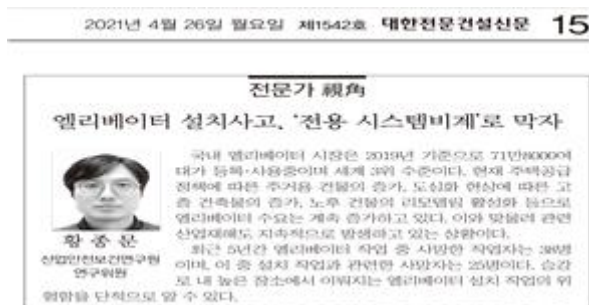 2021년 4월 26일 월요일 제1542호 대한전문건설신문 15
전문가 視角
엘리베이터 설치사고, ‘전용 시스템비계’로 막자
국내 엘리베이터 시장은 2019년 기준으로 71만8000여
대가 등록·사용중이며 세계 3위 수준이다. 현재 주택공급
정책에 따른 주거용 건물의 증가, 도심화 현상에 따른 고
층 건축물의 증가, 노후 건물의 리모델링 활성화 등으로
엘리베이터 수요는 계속 증가하고 있다. 이와 맞물려 관련
산업재해도 지속적으로 발생하고 있는 상황이다.
황종문
산업안전보건연구원
연구위원
최근 5년간 엘리베이터 작업 중 사망한 작업자는 38명
이며, 이 중 설치 작업과 관련한 사망자는 25명이다. 승강
로 내 높은 장소에서 이뤄지는 엘리베이터 설치 작업의 위
험함을 단적으로 알 수 있다.